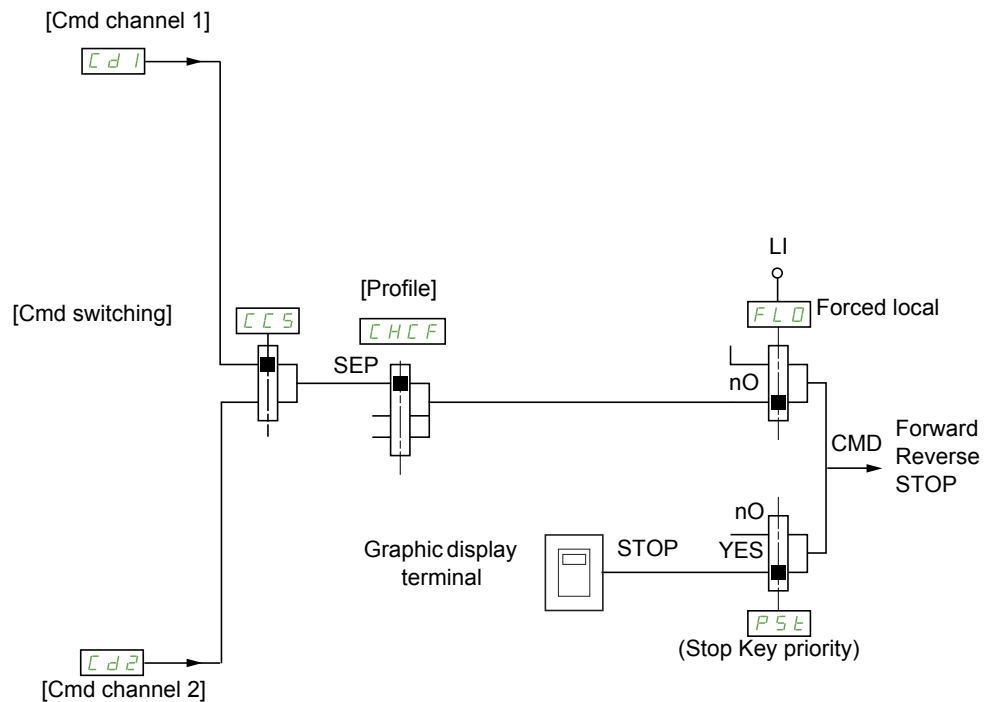 [Cmd channel 1]
Cd1
LI
[Profile]
FLO Forced local
[Cmd switching]
CCS
CHCF
SEP
nO
CMD
Forward
Reverse
STOP
nO
Graphic display
terminal
STOP
YES
PSt
(Stop Key priority)
Cd2
[Cmd channel 2]